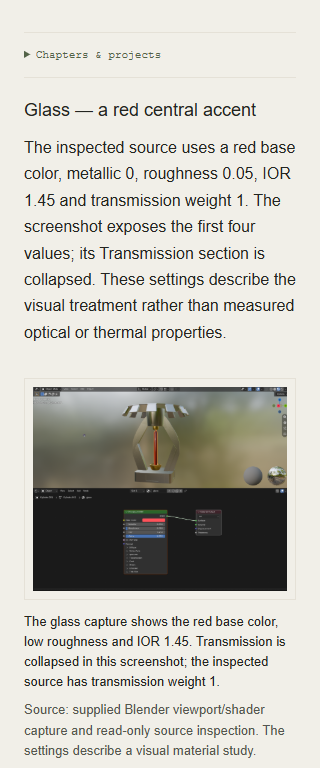 ▶ Chapters & projects
Glass — a red central accent
The inspected source uses a red base
color, metallic 0, roughness 0.05, IOR
1.45 and transmission weight 1. The
screenshot exposes the first four
values; its Transmission section is
collapsed. These settings describe the
visual treatment rather than measured
optical or thermal properties.
The glass capture shows the red base color,
low roughness and IOR 1.45. Transmission is
collapsed in this screenshot; the inspected
source has transmission weight 1.
Source: supplied Blender viewport/shader
capture and read-only source inspection. The
settings describe a visual material study.